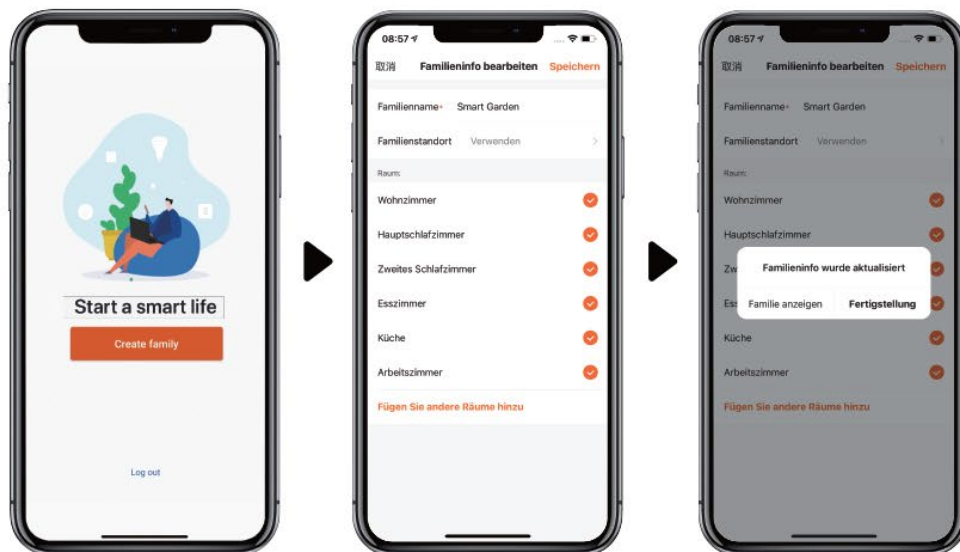 Start a smart life
Create family
Log out
08:57
取消 Familieninfo bearbeiten Speichern
Familienname* Smart Garden
Familienstandort Verwenden
Raum:
Wohnzimmer
Hauptschlafzimmer
Zweites Schlafzimmer
Esszimmer
Küche
Arbeitszimmer
Fügen Sie andere Räume hinzu
08:57
取消 Familieninfo bearbeiten Speichern
Familienname* Smart Garden
Familienstandort Verwenden
Raum:
Wohnzimmer
Hauptschlafzimmer
Zw
Familieninfo wurde aktualisiert
Ess
Familie anzeigen Fertigstellung
Küche
Arbeitszimmer
Fügen Sie andere Räume hinzu